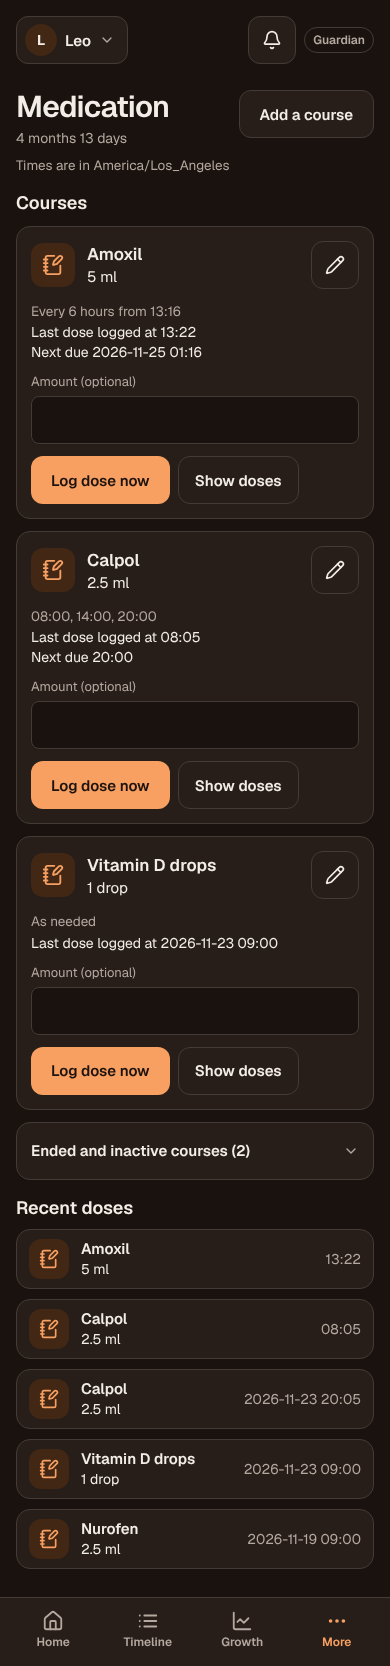 L Leo
Guardian
Medication
Add a course
4 months 13 days
Times are in America/Los_Angeles
Courses
Amoxil
5 ml
Every 6 hours from 13:16
Last dose logged at 13:22
Next due 2026-11-25 01:16
Amount (optional)
Log dose now
Show doses
Calpol
2.5 ml
08:00, 14:00, 20:00
Last dose logged at 08:05
Next due 20:00
Amount (optional)
Log dose now
Show doses
Vitamin D drops
1 drop
As needed
Last dose logged at 2026-11-23 09:00
Amount (optional)
Log dose now
Show doses
Ended and inactive courses (2)
Recent doses
Amoxil
5 ml
13:22
Calpol
2.5 ml
08:05
Calpol
2.5 ml
2026-11-23 20:05
Vitamin D drops
1 drop
2026-11-23 09:00
Nurofen
2.5 ml
2026-11-19 09:00
Home
Timeline
Growth
More